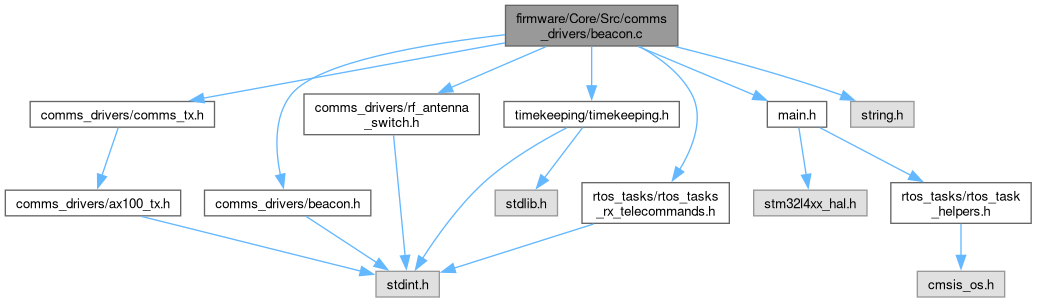 firmware/Core/Src/comms
_drivers/beacon.c
comms_drivers/comms_tx.h
comms_drivers/rf_antenna
_switch.h
timekeeping/timekeeping.h
main.h
string.h
comms_drivers/ax100_tx.h
comms_drivers/beacon.h
stdlib.h
rtos_tasks/rtos_tasks
_rx_telecommands.h
stm32l4xx_hal.h
rtos_tasks/rtos_task
_helpers.h
stdint.h
cmsis_os.h